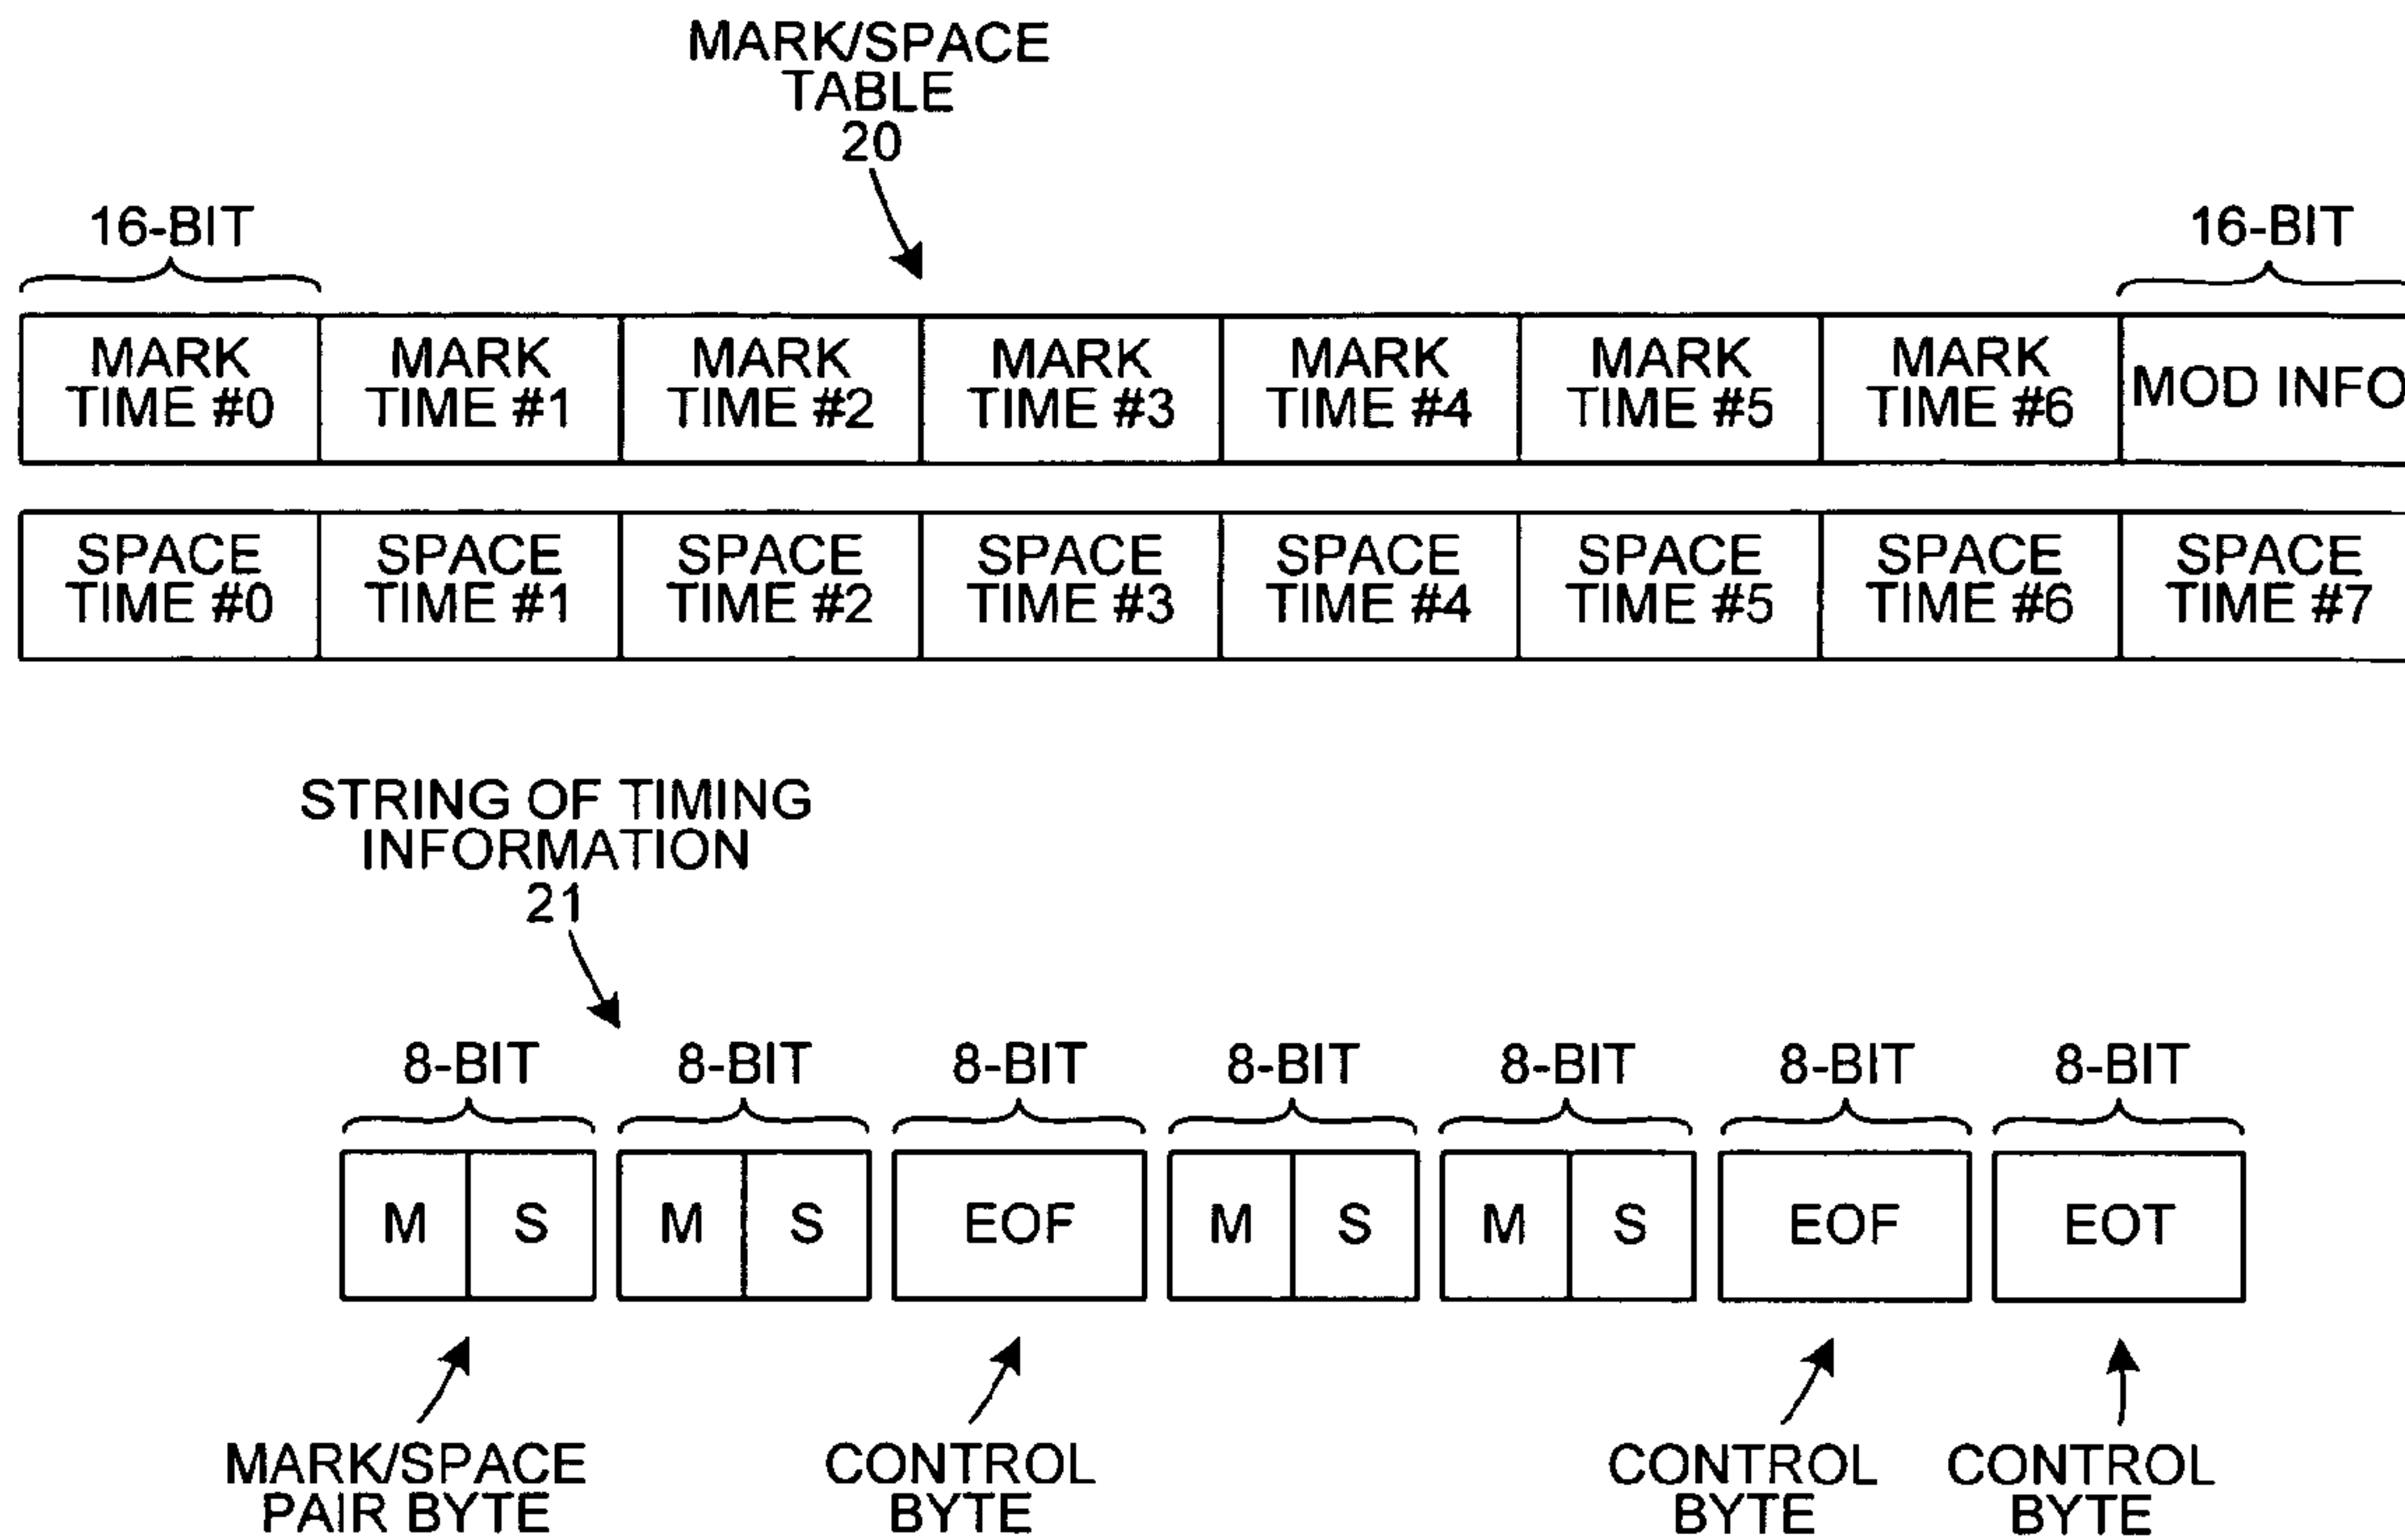 MARK/SPACE
TABLE
20
16-BIT
16-BIT
MARK
TIME #0
MARK
TIME #1
MARK
TIME #2
MARK
TIME #3
MARK
TIME #4
MARK
TIME #5
MARK
TIME #6
MOD INFO
SPACE
TIME #0
SPACE
TIME #1
SPACE
TIME #2
SPACE
TIME #3
SPACE
TIME #4
SPACE
TIME #5
SPACE
TIME #6
SPACE
TIME #7
STRING OF TIMING
INFORMATION
21
8-BIT
8-BIT
8-BIT
8-BIT
8-BIT
8-BIT
8-BIT
M
S
M
S
EOF
M
S
M
S
EOF
EOT
MARK/SPACE
PAIR BYTE
CONTROL
BYTE
CONTROL
BYTE
CONTROL
BYTE